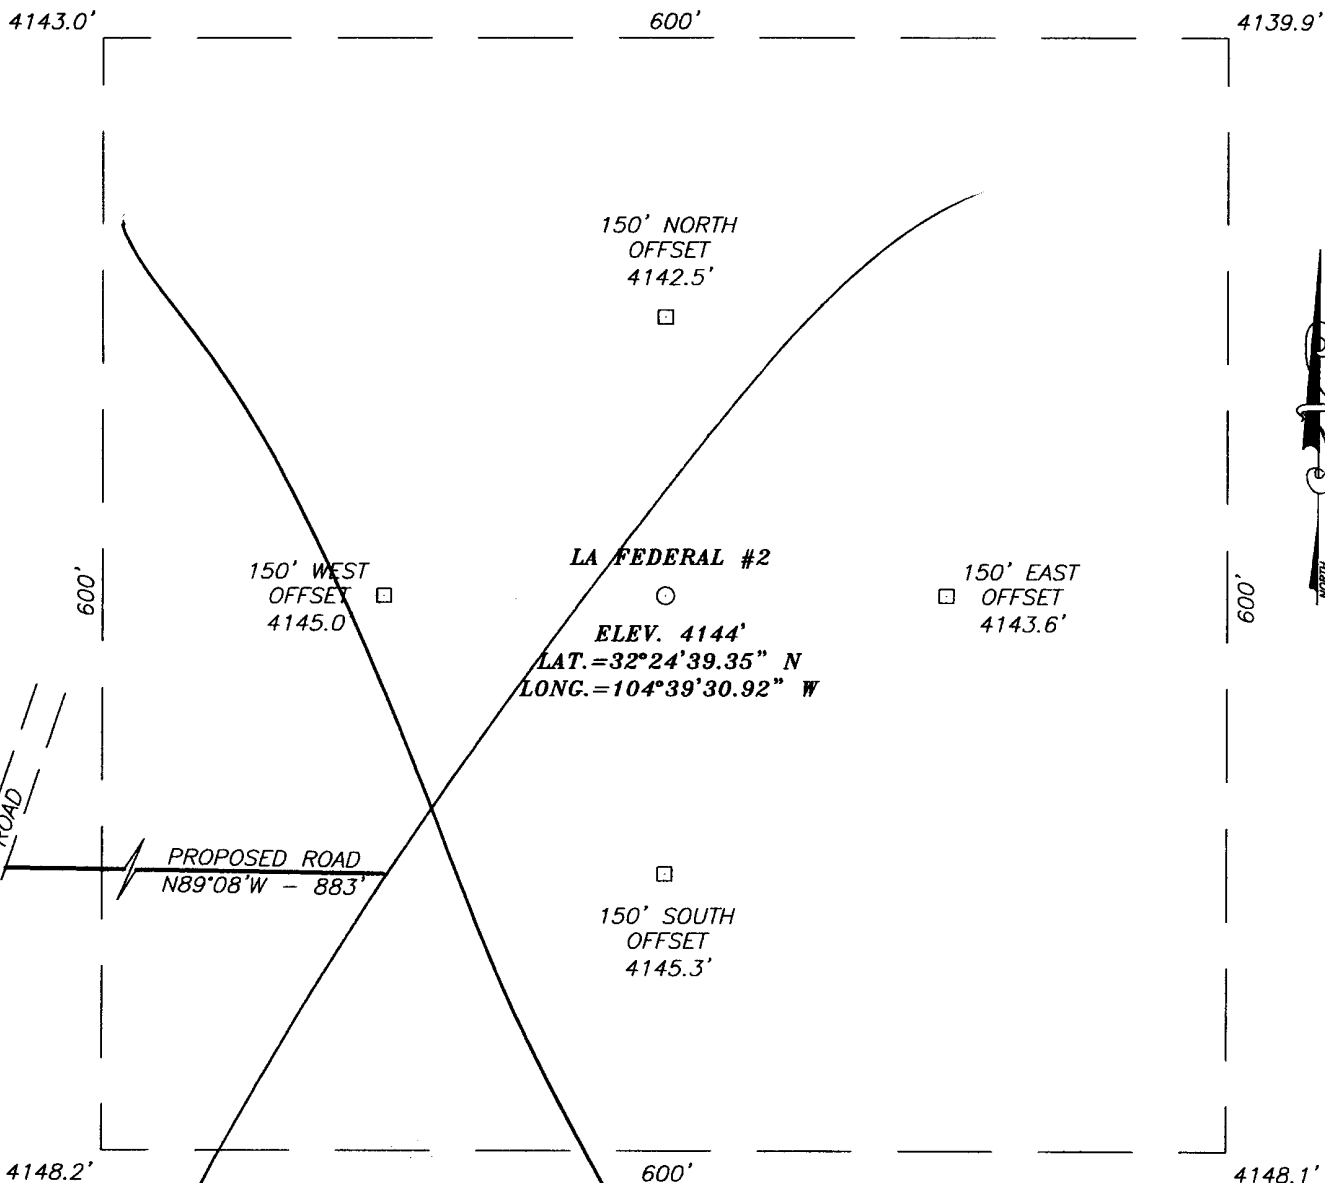 4143.0'
600'
4139.9'
150' NORTH
OFFSET
4142.5'
LA FEDERAL #2
150' WEST
OFFSET
4145.0'
150' EAST
OFFSET
4143.6'
600'
600'
NORTH
ELEV. 4144'
LAT.=32°24'39.35" N
LONG.=104°39'30.92" W
ROAD
PROPOSED ROAD
N89°08'W - 883'
150' SOUTH
OFFSET
4145.3'
4148.2'
600'
4148.1'